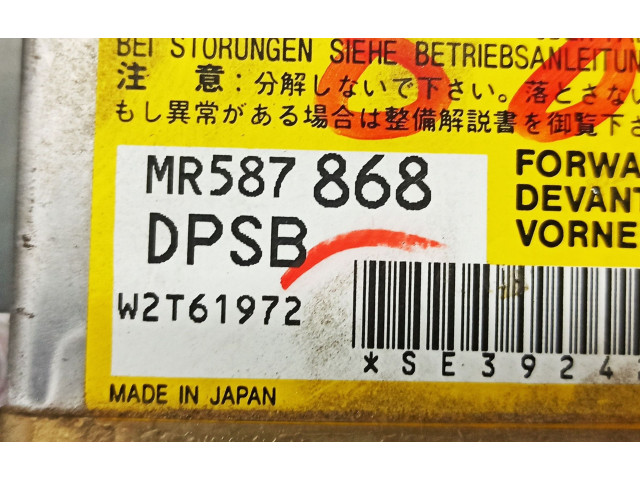 BEI STORUNGEN SIEHE BETRIEBSANLEITUN
注 意:分解しないで下さい。落とさない
もし異常がある場合は整備解説書を御覧下さ
MR587 868
DPSB
W2T61972
FORWA
DEVANT
VORNE
*SE3924
MADE IN JAPAN